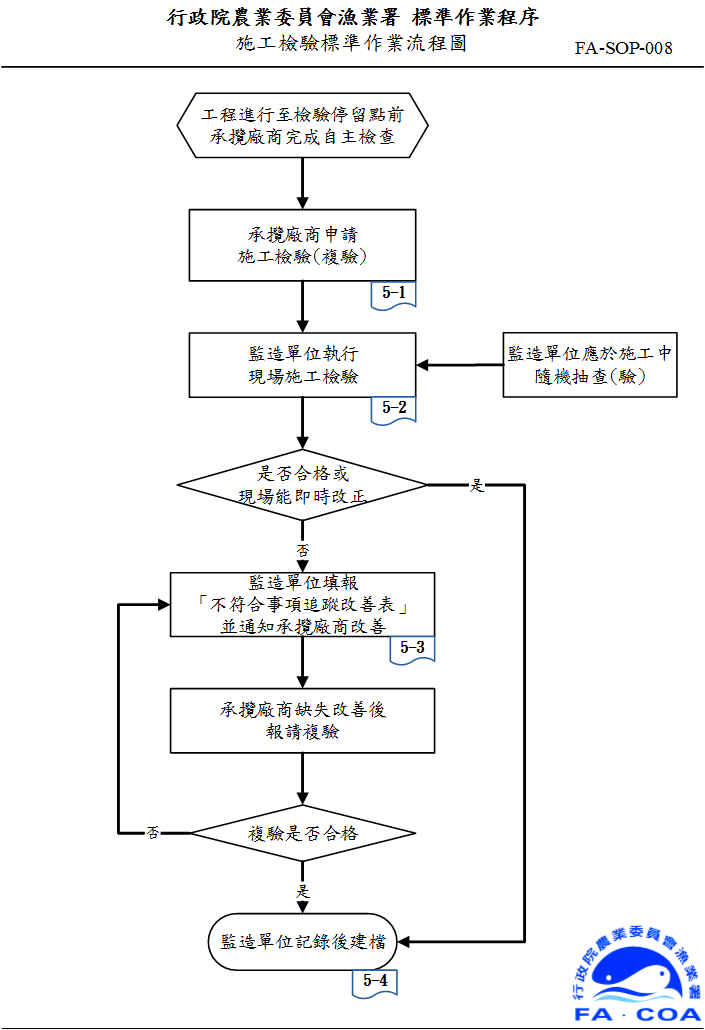 行政院農業委員會漁業署 標準作業程序
施工檢驗標準作業流程圖
FA-SOP-008
工程進行至檢驗停留點前
承攬廠商完成自主檢查
承攬廠商申請
施工檢驗(複驗)
5-1
監造單位執行
現場施工檢驗
5-2
監造單位應於施工中
隨機抽查(驗)
是否合格或
現場能即時改正
是
否
監造單位填報
「不符合事項追蹤改善表」
並通知承攬廠商改善
5-3
承攬廠商缺失改善後
報請複驗
複驗是否合格
否
是
監造單位記錄後建檔
5-4
行政院農業委員會漁業署
FA·COA